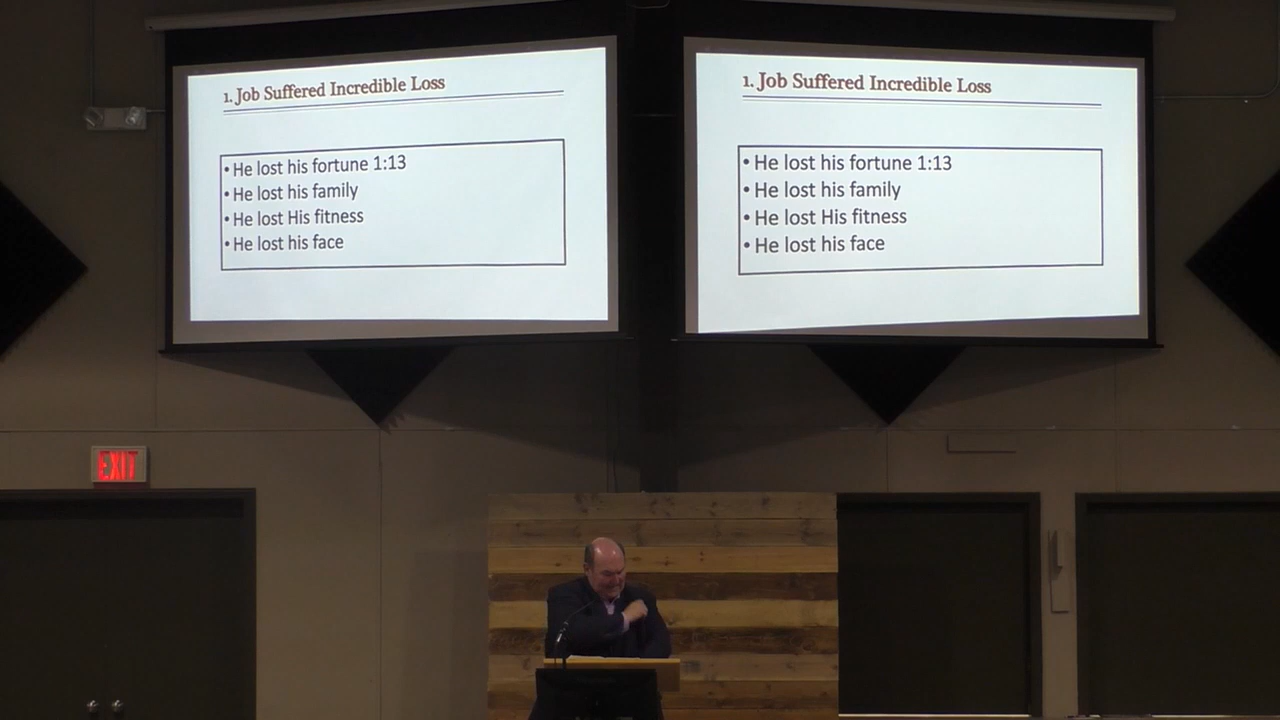 1. Job Suffered Incredible Loss
• He lost his fortune 1:13
• He lost his family
• He lost His fitness
• He lost his face
1. Job Suffered Incredible Loss
• He lost his fortune 1:13
• He lost his family
• He lost His fitness
• He lost his face
EXIT